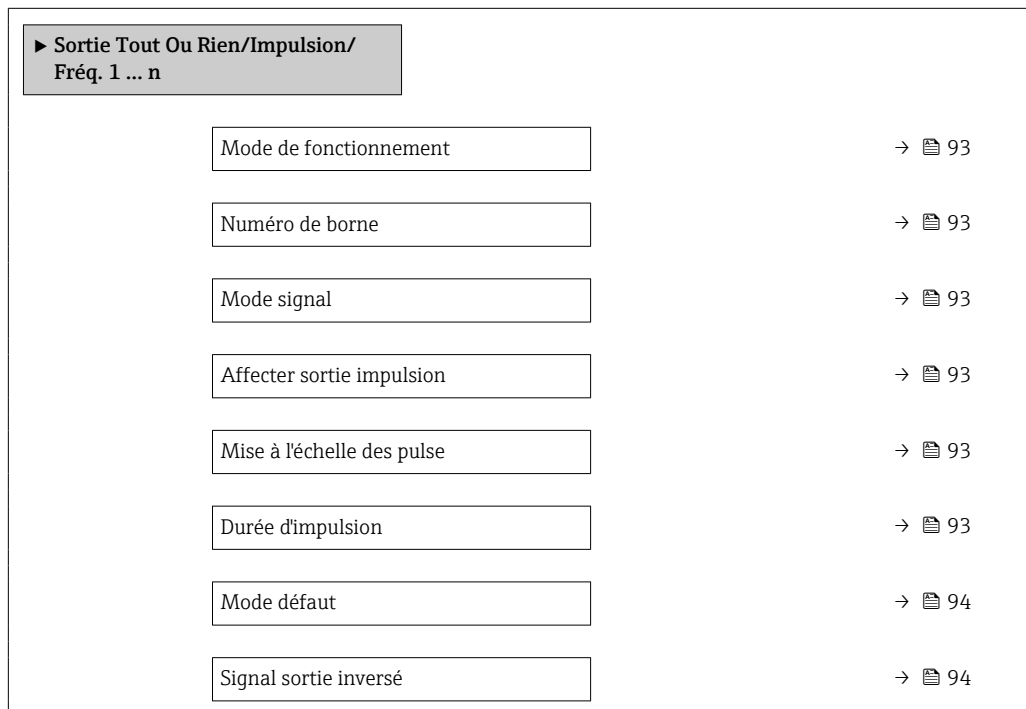 ▶ Sortie Tout Ou Rien/Impulsion/
Fréq. 1 ... n
Mode de fonctionnement → 93
Numéro de borne → 93
Mode signal → 93
Affecter sortie impulsion → 93
Mise à l'échelle des pulse → 93
Durée d'impulsion → 93
Mode défaut → 94
Signal sortie inversé → 94